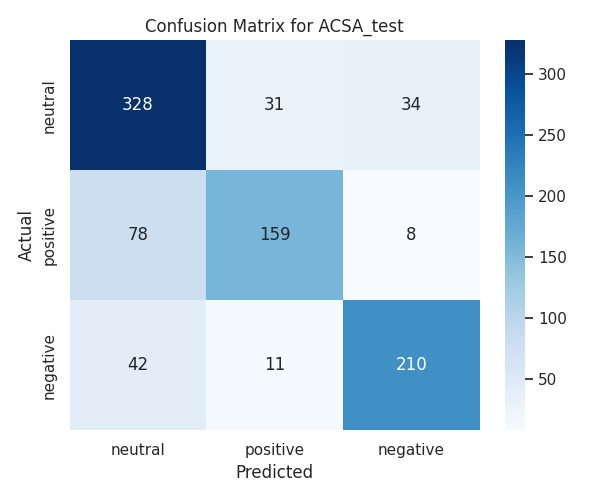 Confusion Matrix for ACSA_test
neutral
328
31
34
positive
78
159
8
negative
42
11
210
Actual
neutral
positive
negative
Predicted
300
250
200
150
100
50